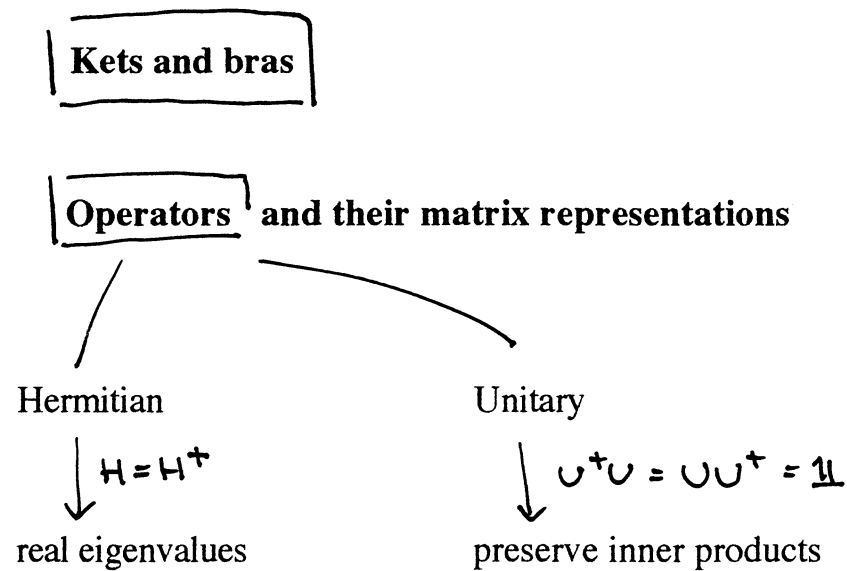 Kets and bras
Operators and their matrix representations
Hermitian Unitary
H = H⁺ U⁺U = UU⁺ = 𝟙
real eigenvalues preserve inner products